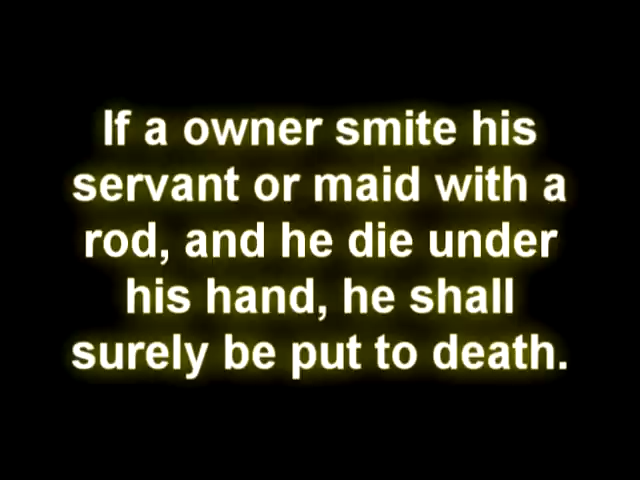 If a owner smite his
servant or maid with a
rod, and he die under
his hand, he shall
surely be put to death.